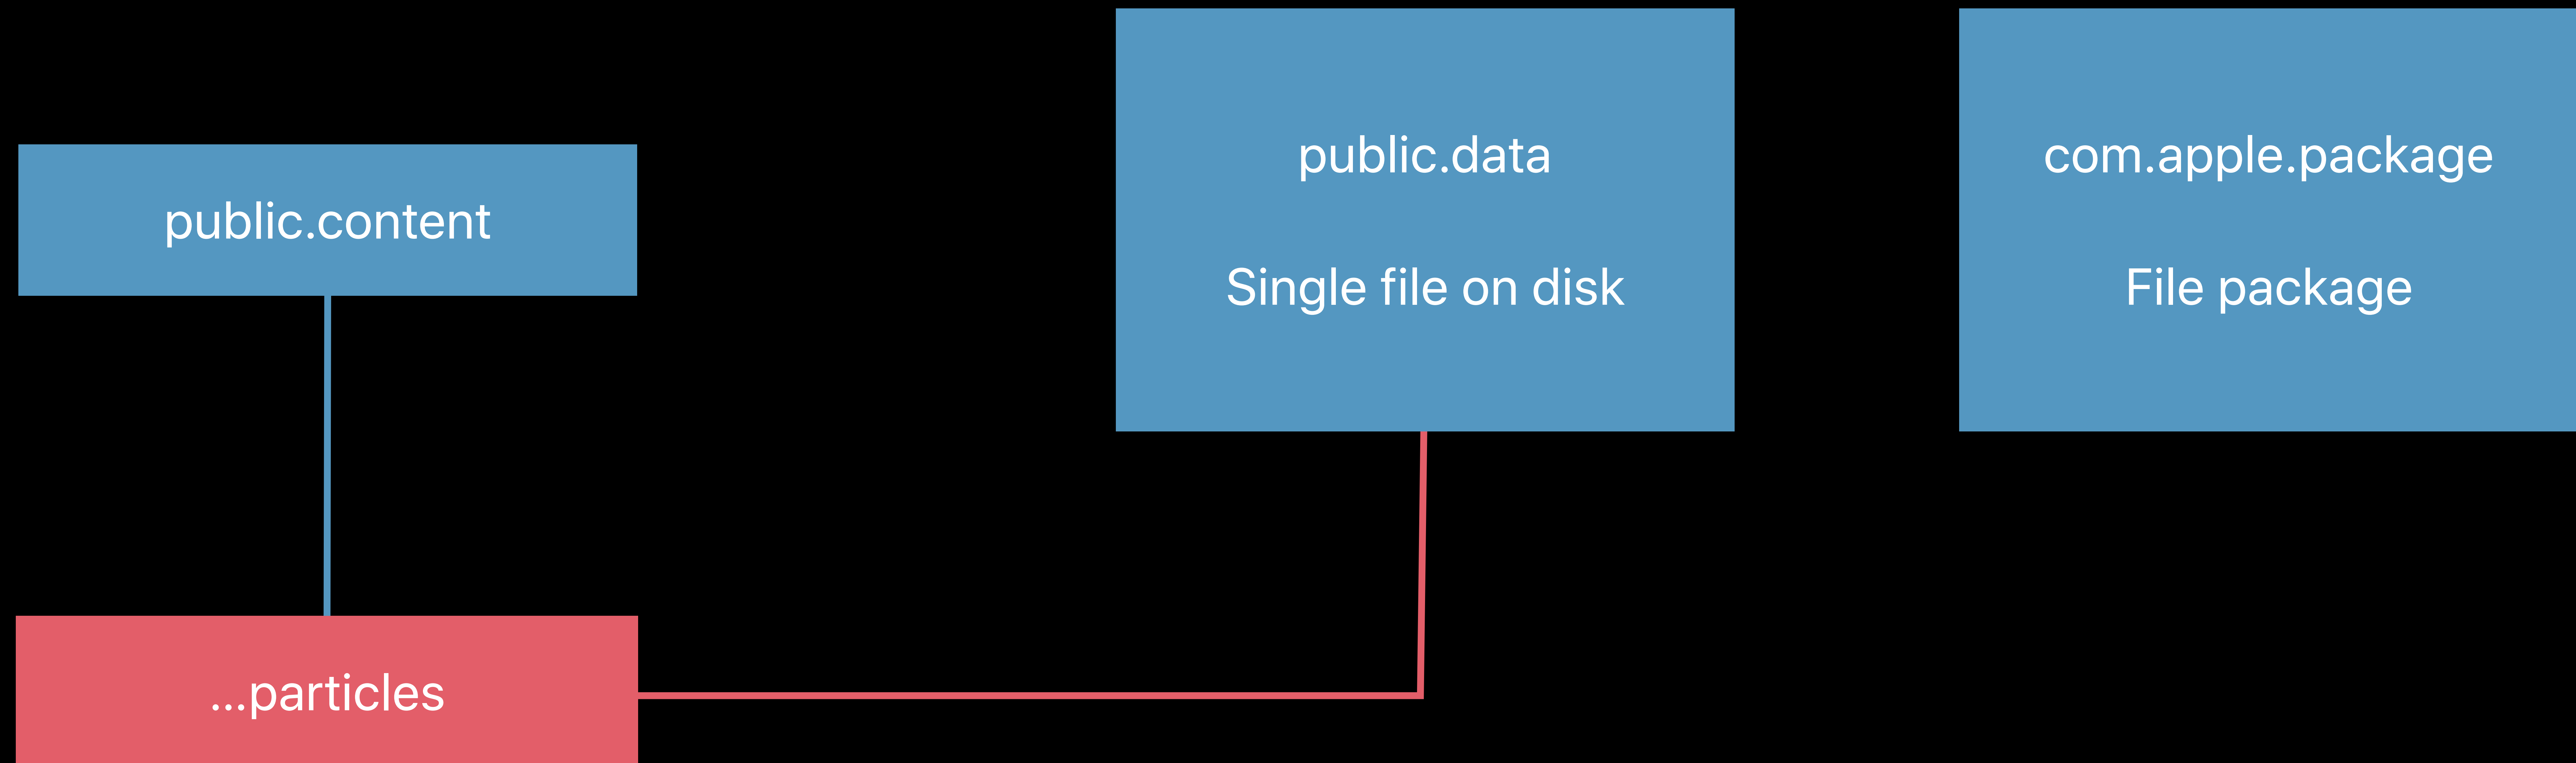 public.content
public.data
Single file on disk
com.apple.package
File package
...particles